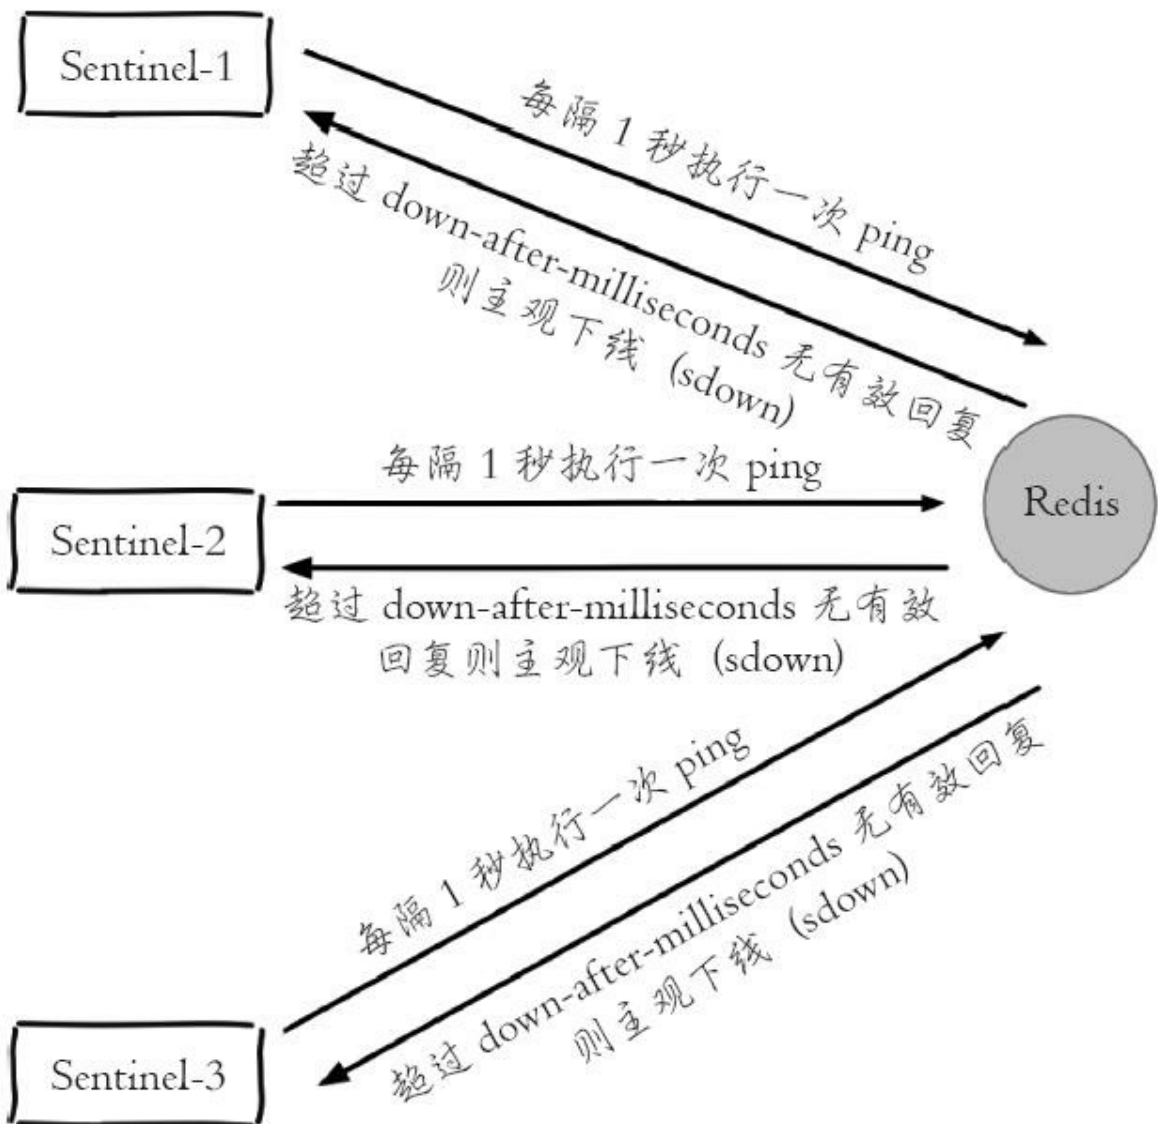 Sentinel-1
每隔 1 秒执行一次 ping
超过 down-after-milliseconds 无有效回复
则主观下线 (sdown)
每隔 1 秒执行一次 ping
Redis
Sentinel-2
超过 down-after-milliseconds 无有效
回复则主观下线 (sdown)
每隔 1 秒执行一次 ping
超过 down-after-milliseconds 无有效回复
则主观下线 (sdown)
Sentinel-3